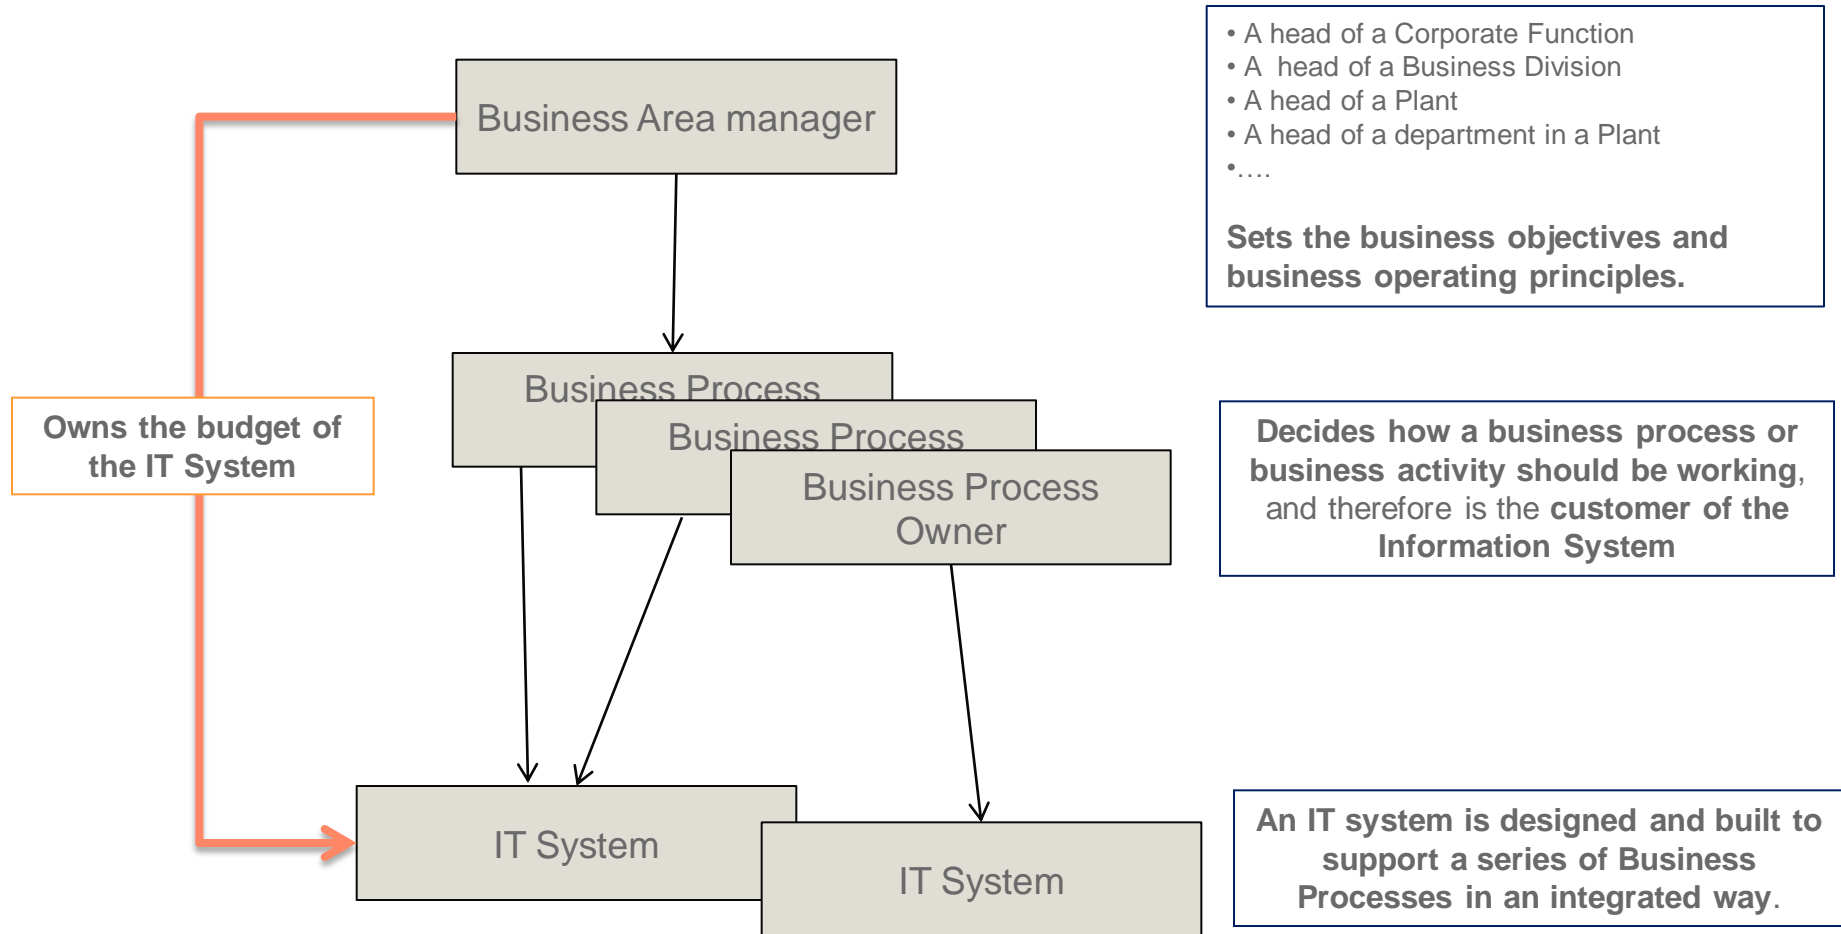 Business Area manager
• A head of a Corporate Function
• A  head of a Business Division
• A head of a Plant
• A head of a department in a Plant
•....
Sets the business objectives and
business operating principles.
Owns the budget of
the IT System
Business Process
Business Process
Business Process
Owner
Decides how a business process or
business activity should be working,
and therefore is the customer of the
Information System
IT System
IT System
An IT system is designed and built to
support a series of Business
Processes in an integrated way.